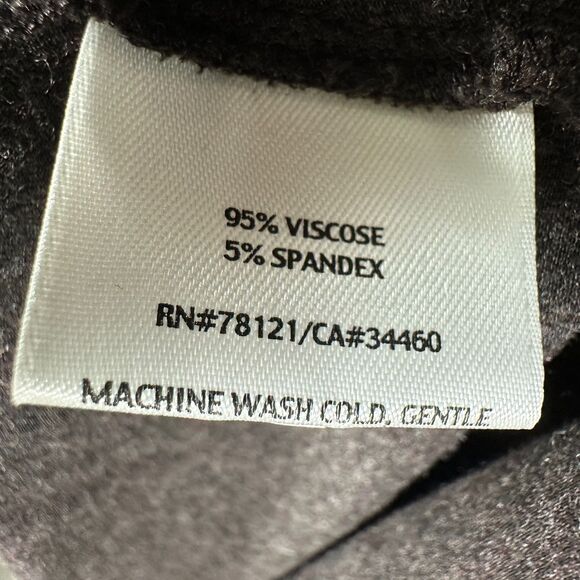 95% VISCOSE
5% SPANDEX
RN#78121/CA#34460
MACHINE WASH COLD, GENTLE